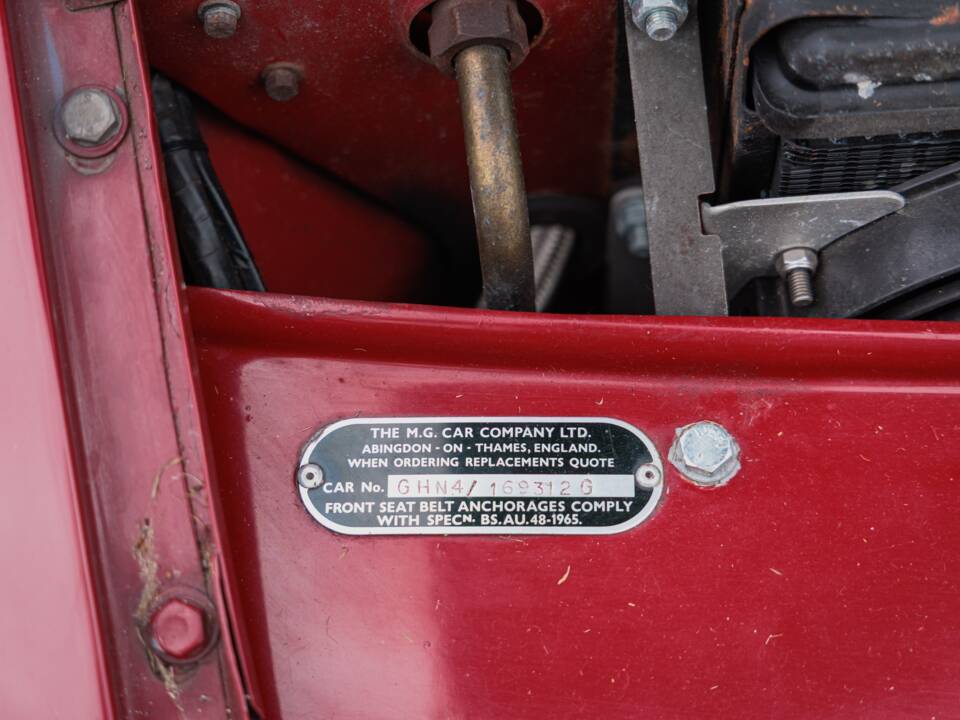 THE M.G. CAR COMPANY LTD.
ABINGDON - ON - THAMES, ENGLAND.
WHEN ORDERING REPLACEMENTS QUOTE
CAR No. GHN4/ 169312 G
FRONT SEAT BELT ANCHORAGES COMPLY
WITH SPECN. BS.AU.48-1965.